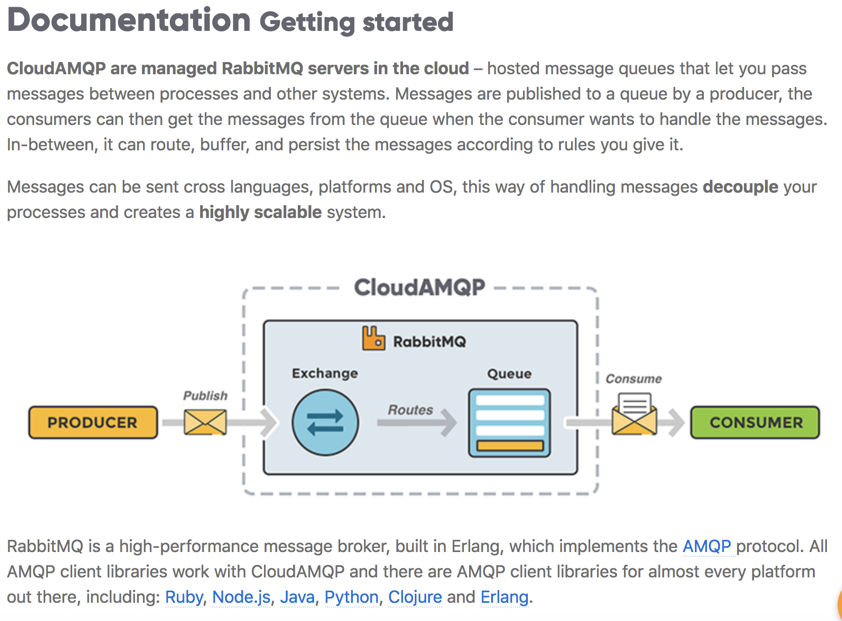 Documentation Getting started
CloudAMQP are managed RabbitMQ servers in the cloud – hosted message queues that let you pass
messages between processes and other systems. Messages are published to a queue by a producer, the
consumers can then get the messages from the queue when the consumer wants to handle the messages.
In-between, it can route, buffer, and persist the messages according to rules you give it.
Messages can be sent cross languages, platforms and OS, this way of handling messages decouple your
processes and creates a highly scalable system.
CloudAMQP
RabbitMQ
Exchange
Queue
Consume
Publish
Routes
PRODUCER
CONSUMER
RabbitMQ is a high-performance message broker, built in Erlang, which implements the AMQP protocol. All
AMQP client libraries work with CloudAMQP and there are AMQP client libraries for almost every platform
out there, including: Ruby, Node.js, Java, Python, Clojure and Erlang.